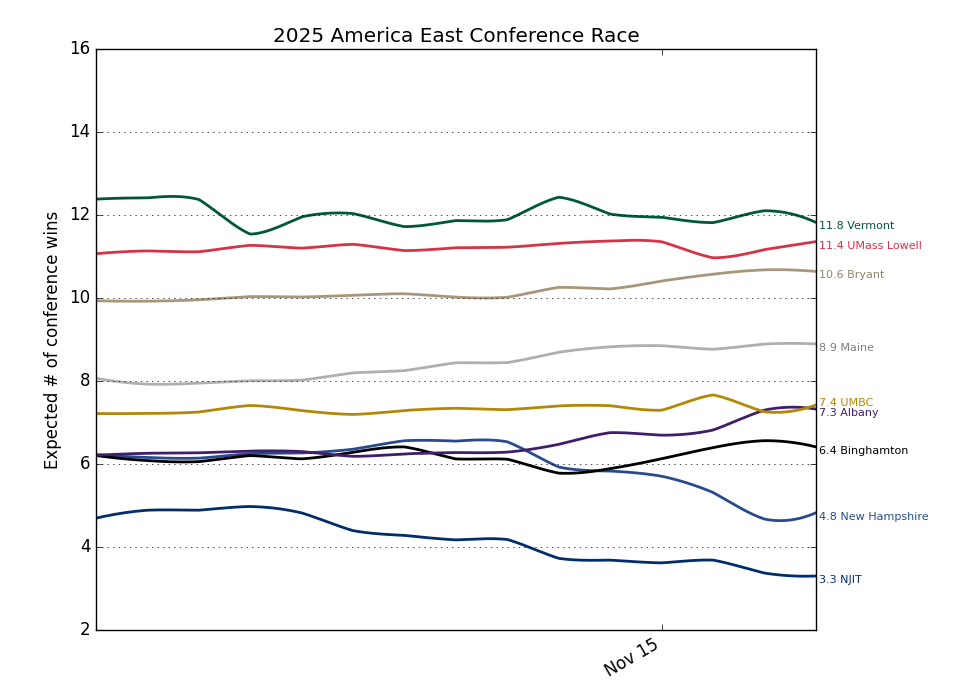 2025 America East Conference Race
Expected # of conference wins
16
14
12
10
8
6
4
2
Nov 15
11.8 Vermont
11.4 UMass Lowell
10.6 Bryant
8.9 Maine
7.4 UMBC
7.3 Albany
6.4 Binghamton
4.8 New Hampshire
3.3 NJIT